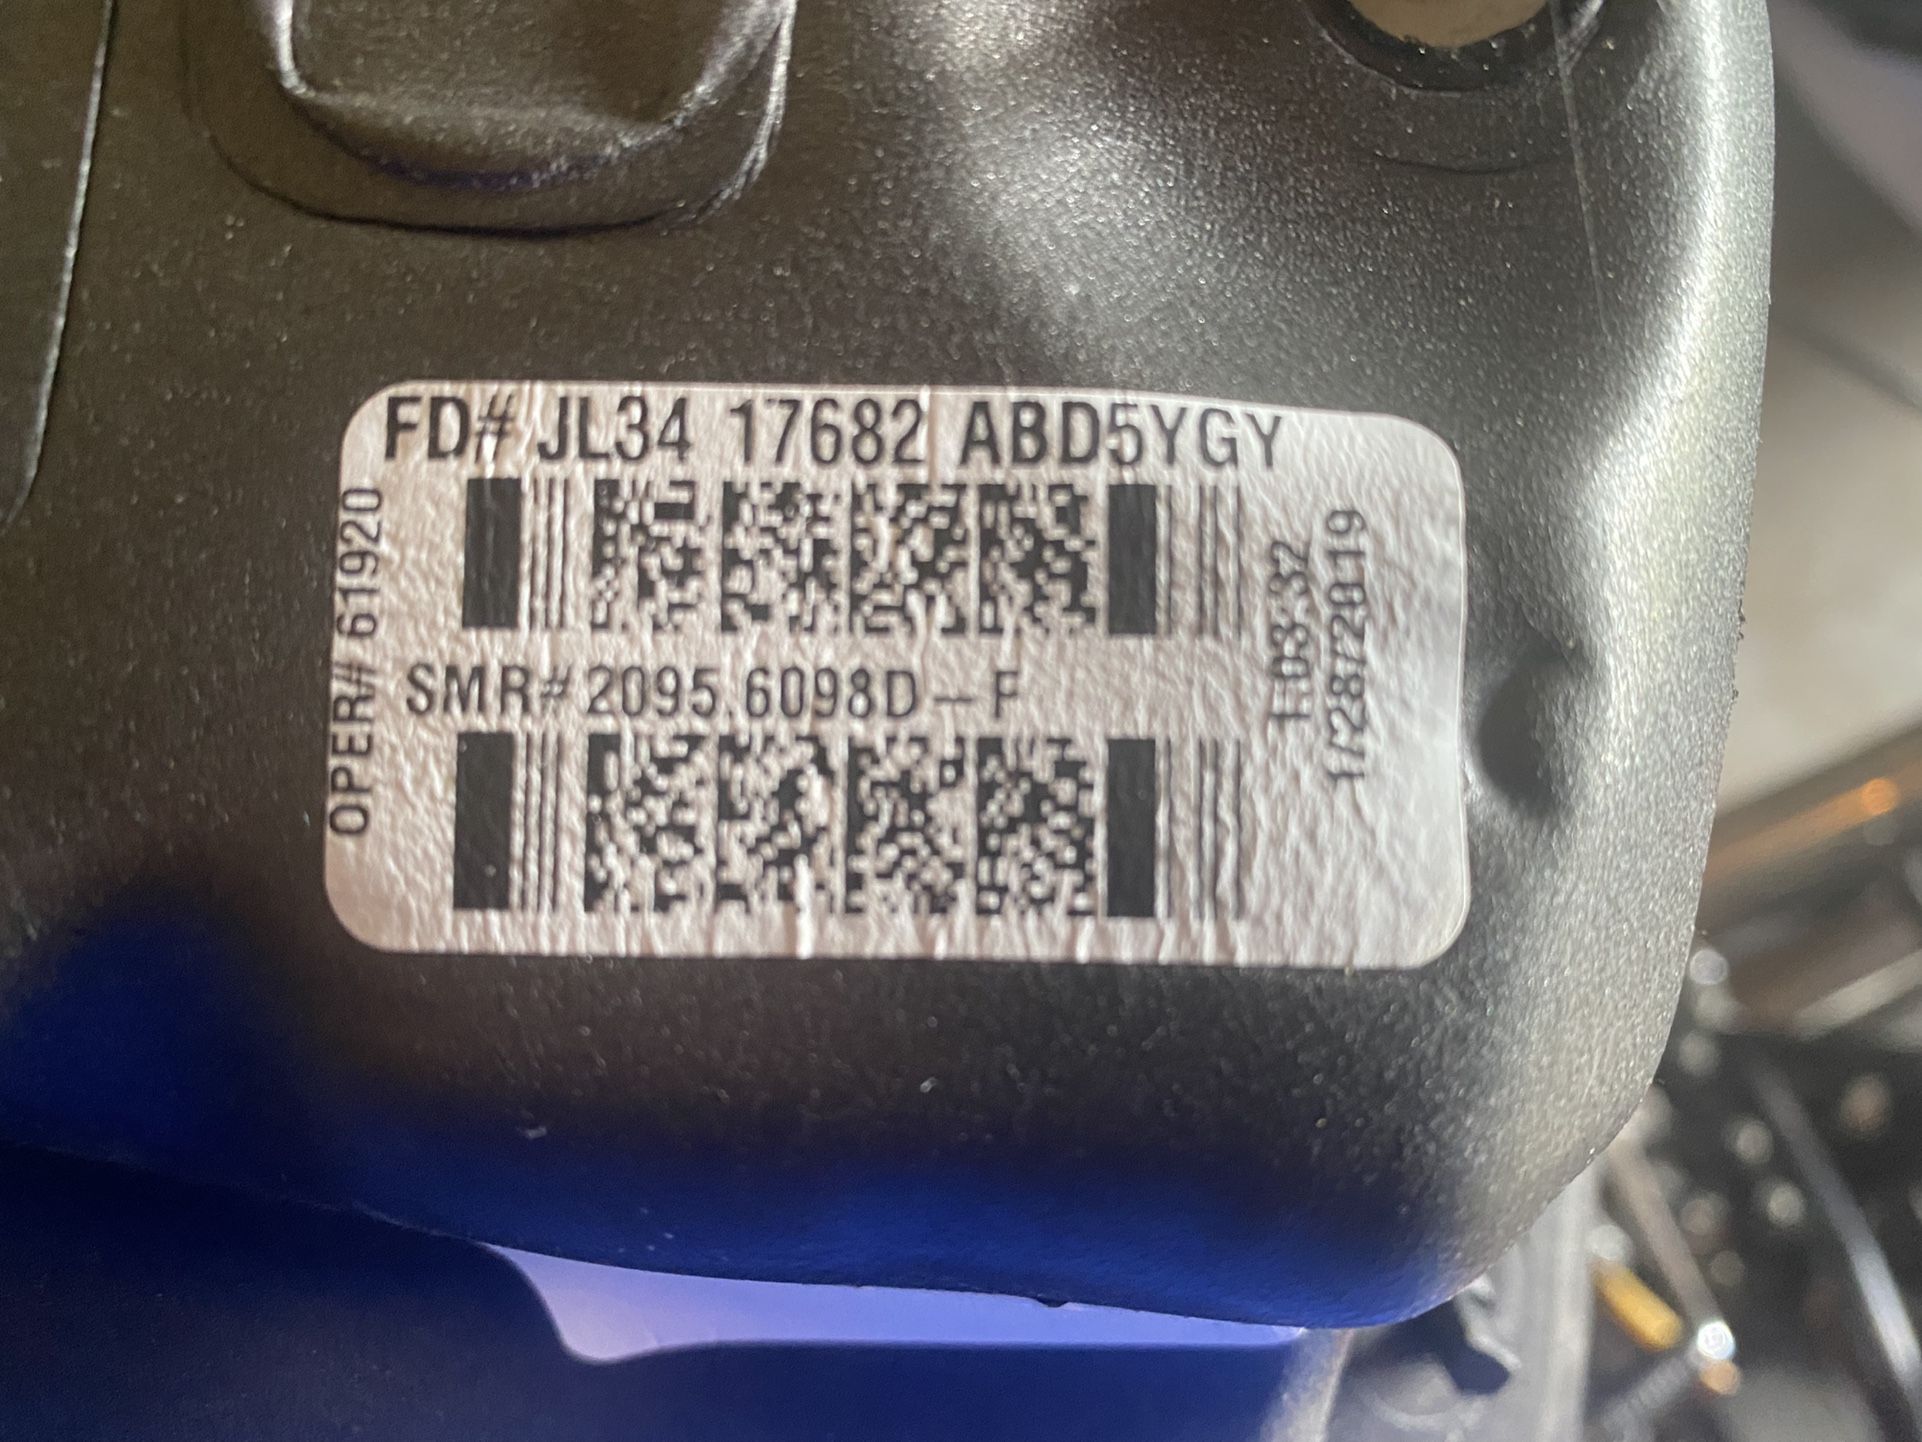 FD# JL34 17682 ABD5YGY
OPER# 61920
SMR# 2095.6098D-F
1:03:32
1/28/2019